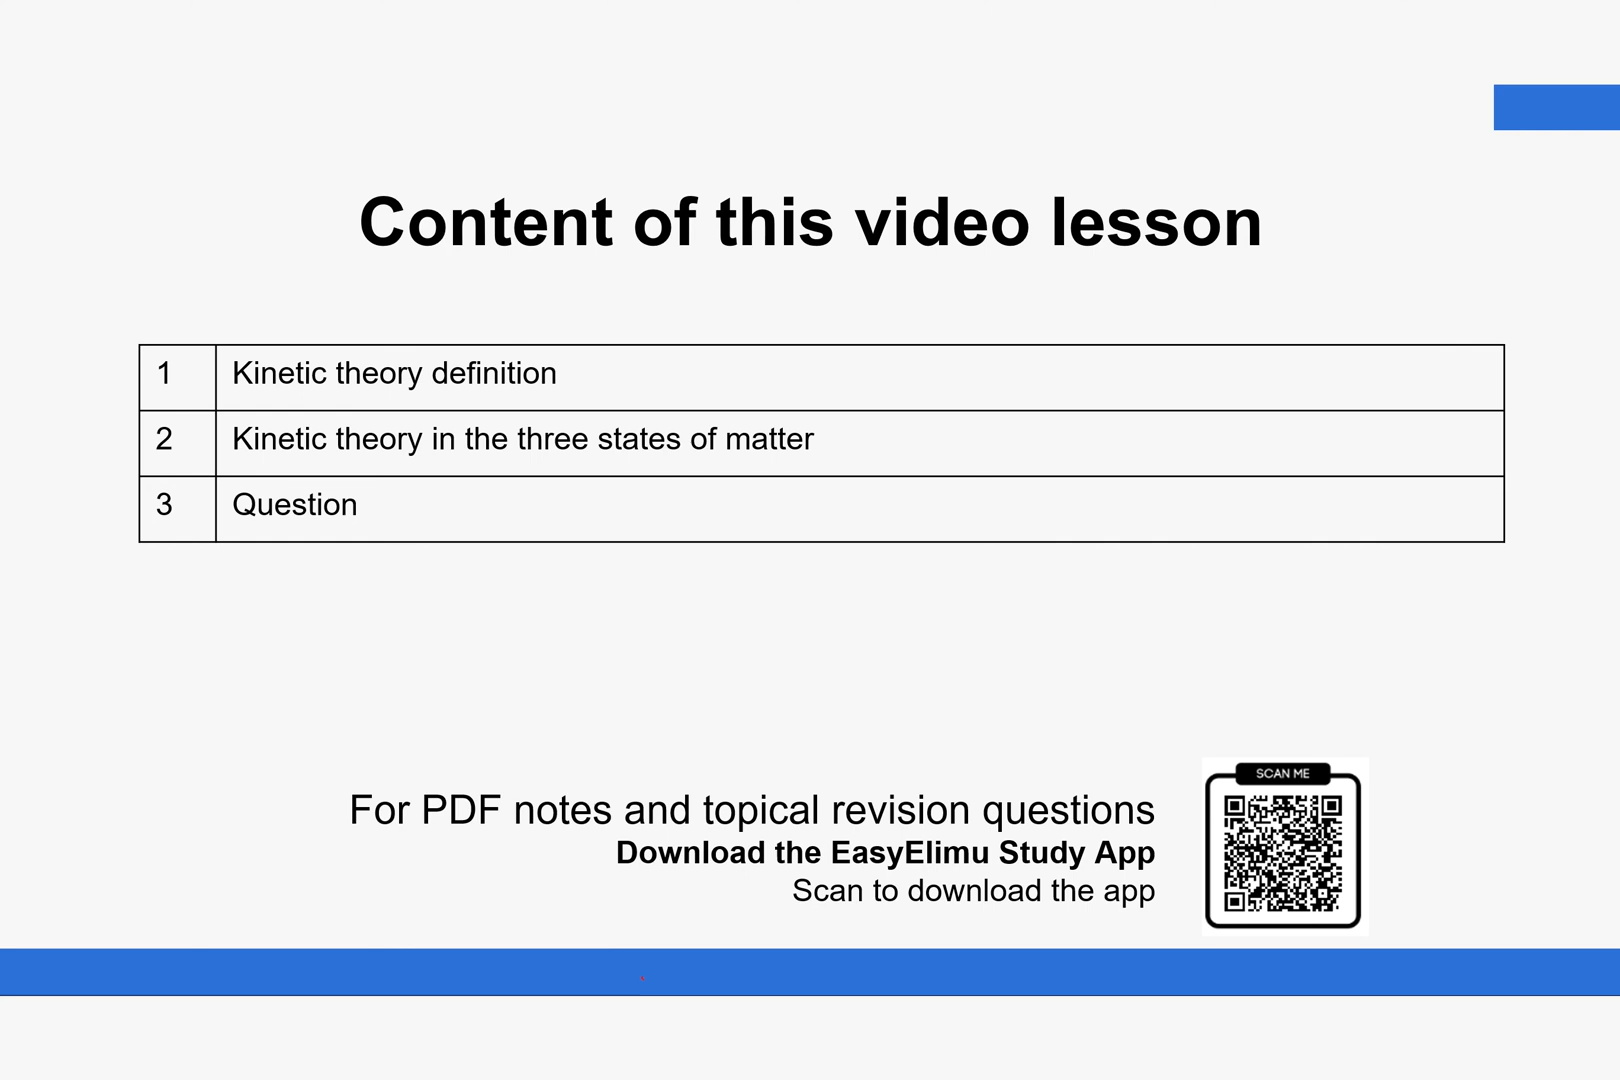 Content of this video lesson
1 Kinetic theory definition
2 Kinetic theory in the three states of matter
3 Question
SCAN ME
For PDF notes and topical revision questions
Download the EasyElimu Study App
Scan to download the app